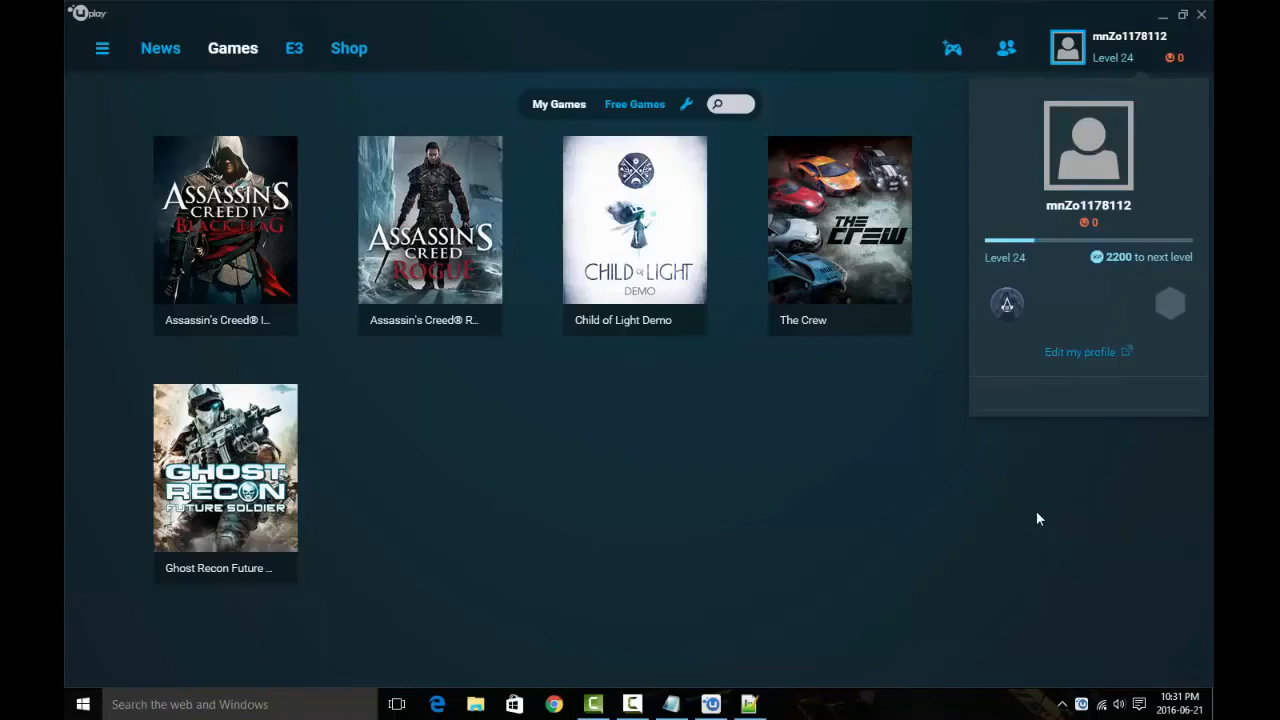 uplay
News Games E3 Shop
mnZo1178112
Level 24 0
My Games Free Games
ASSASSIN'S
CREED IV
BLACK FLAG
Assassin's Creed® I...
ASSASSIN'S
CREED
ROGUE
Assassin's Creed® R...
CHILD OF LIGHT
DEMO
Child of Light Demo
THE
CREW
The Crew
mnZo1178112
0
Level 24 XP 2200 to next level
Edit my profile
GHOST
RECON
FUTURE SOLDIER
Ghost Recon Future ...
Search the web and Windows
10:31 PM
2016-06-21